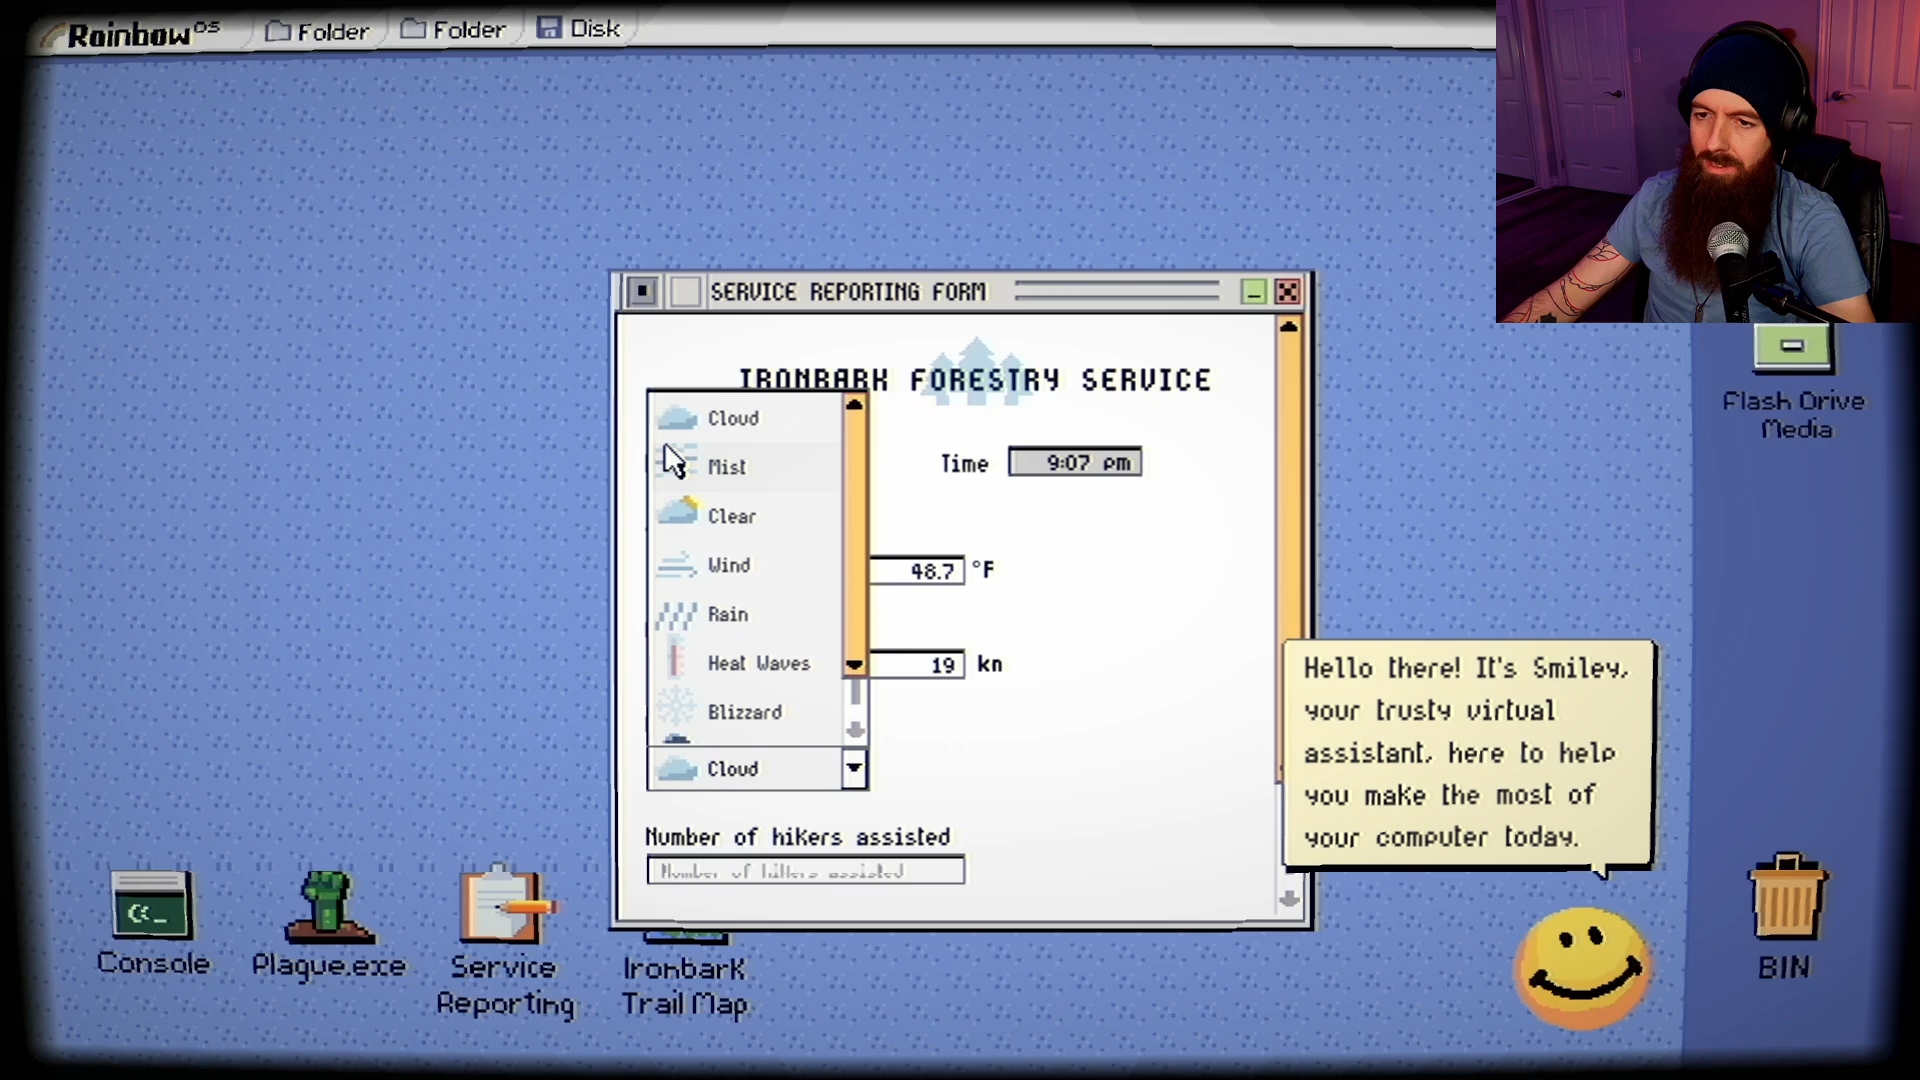 Rainbow OS
Folder
Folder
Disk
SERVICE REPORTING FORM
IRONBARK FORESTRY SERVICE
Cloud
Mist
Clear
Wind
Rain
Heat Waves
Blizzard
Cloud
Time
9:07 pm
48.7 °F
19 kn
Number of hikers assisted
Number of hikers assisted
Hello there! It's Smiley,
your trusty virtual
assistant, here to help
you make the most of
your computer today.
Flash Drive
Media
Console
Plague.exe
Service
Reporting
Ironbark
Trail Map
BIN